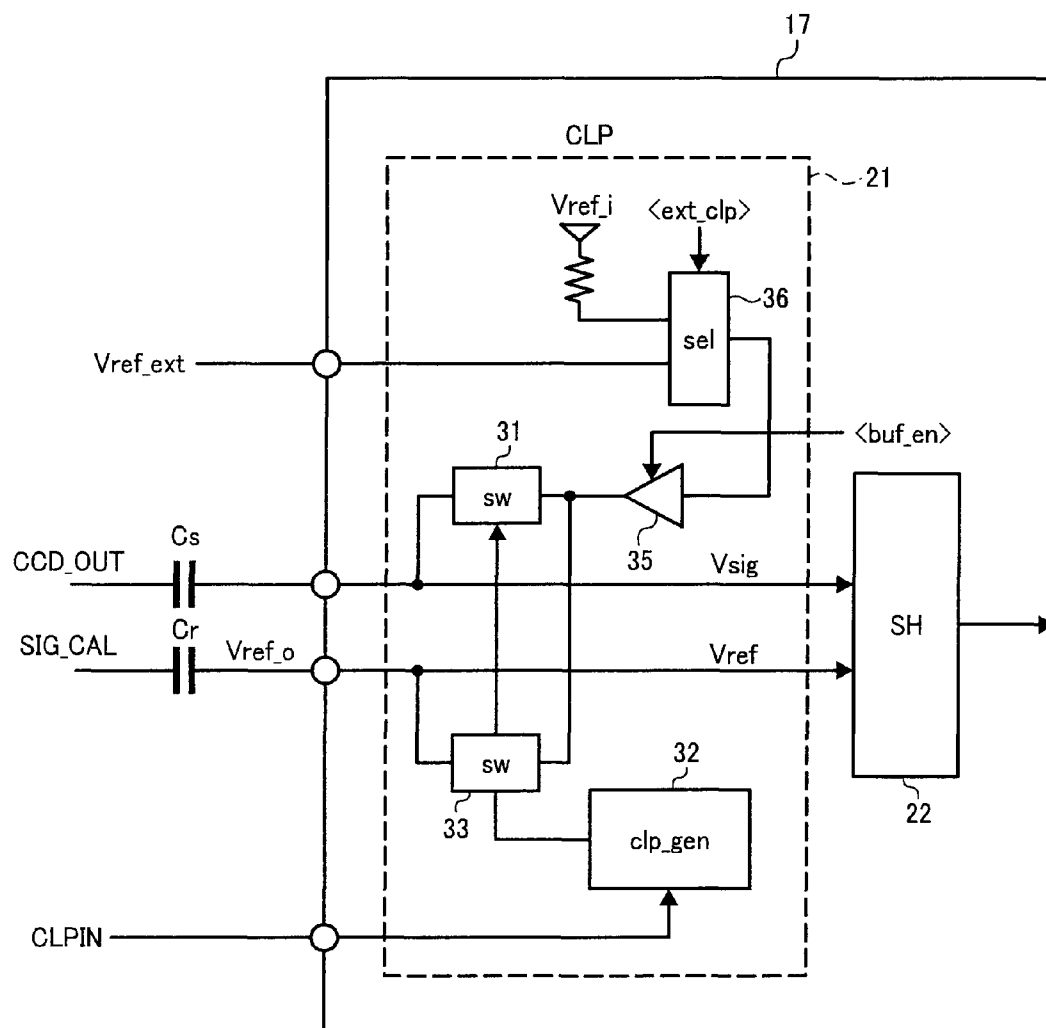 17
CLP
21
Vref_i
<ext_clp>
36
sel
Vref_ext
31
<buf_en>
sw
35
Cs
CCD_OUT
Vsig
SH
Cr
SIG_CAL
Vref_o
Vref
sw
32
33
22
clp_gen
CLPIN